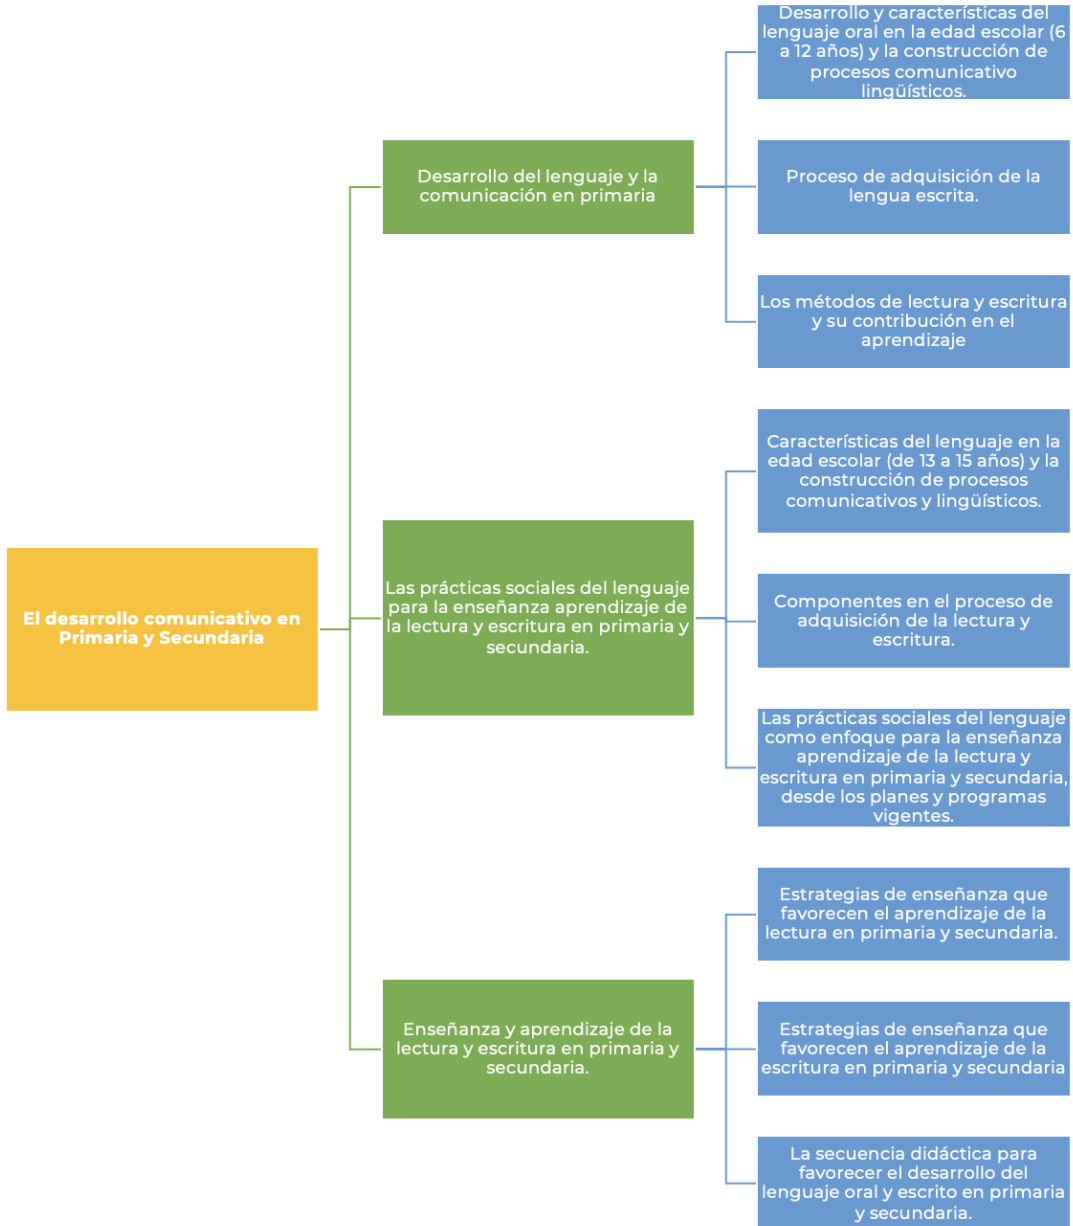 El desarrollo comunicativo en
Primaria y Secundaria
Desarrollo del lenguaje y la
comunicación en primaria
Desarrollo y características del
lenguaje oral en la edad escolar (6
a 12 años) y la construcción de
procesos comunicativo
lingüísticos.
Proceso de adquisición de la
lengua escrita.
Los métodos de lectura y escritura
y su contribución en el
aprendizaje
Las prácticas sociales del lenguaje
para la enseñanza aprendizaje de
la lectura y escritura en primaria y
secundaria.
Características del lenguaje en la
edad escolar (de 13 a 15 años) y la
construcción de procesos
comunicativos y lingüísticos.
Componentes en el proceso de
adquisición de la lectura y
escritura.
Las prácticas sociales del lenguaje
como enfoque para la enseñanza
aprendizaje de la lectura y
escritura en primaria y secundaria,
desde los planes y programas
vigentes.
Enseñanza y aprendizaje de la
lectura y escritura en primaria y
secundaria.
Estrategias de enseñanza que
favorecen el aprendizaje de la
lectura en primaria y secundaria.
Estrategias de enseñanza que
favorecen el aprendizaje de la
escritura en primaria y secundaria
La secuencia didáctica para
favorecer el desarrollo del
lenguaje oral y escrito en primaria
y secundaria.